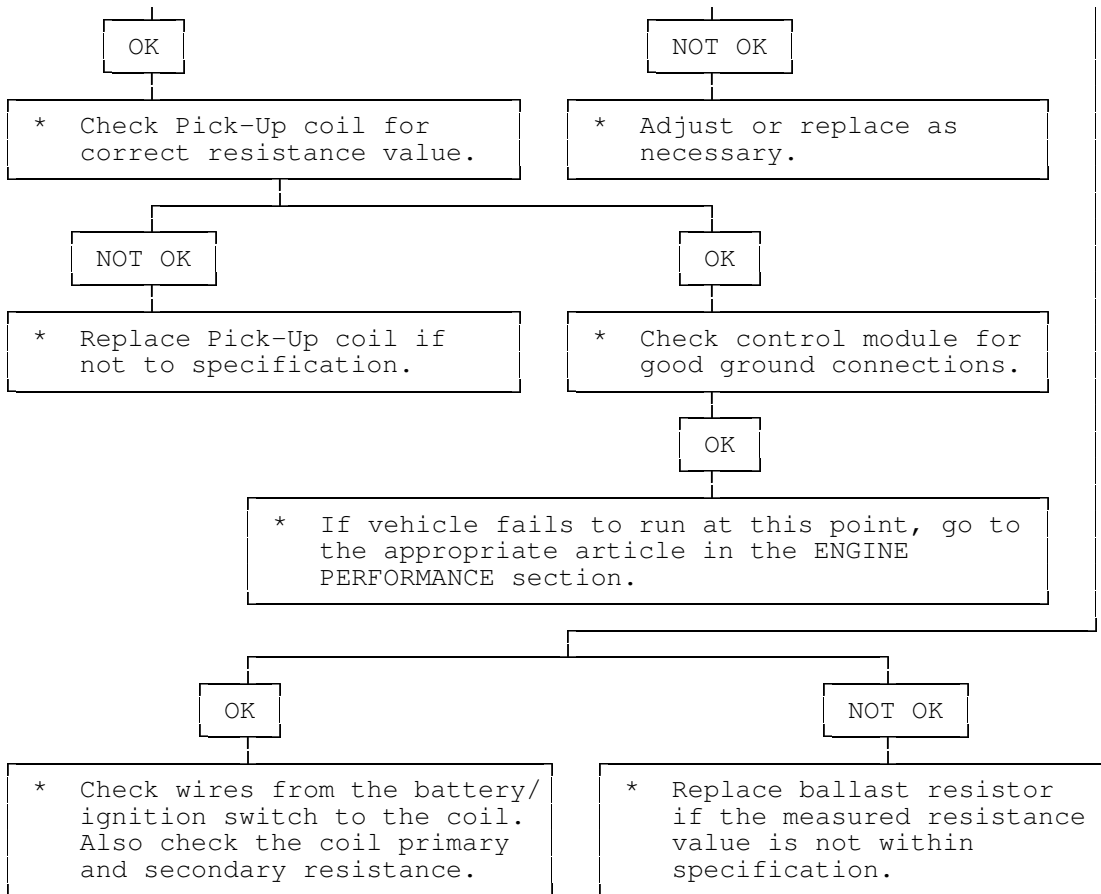 OK
NOT OK
* Check Pick-Up coil for
correct resistance value.
* Adjust or replace as
necessary.
NOT OK
OK
* Replace Pick-Up coil if
not to specification.
* Check control module for
good ground connections.
OK
* If vehicle fails to run at this point, go to
the appropriate article in the ENGINE
PERFORMANCE section.
OK
NOT OK
* Check wires from the battery/
ignition switch to the coil.
Also check the coil primary
and secondary resistance.
* Replace ballast resistor
if the measured resistance
value is not within
specification.